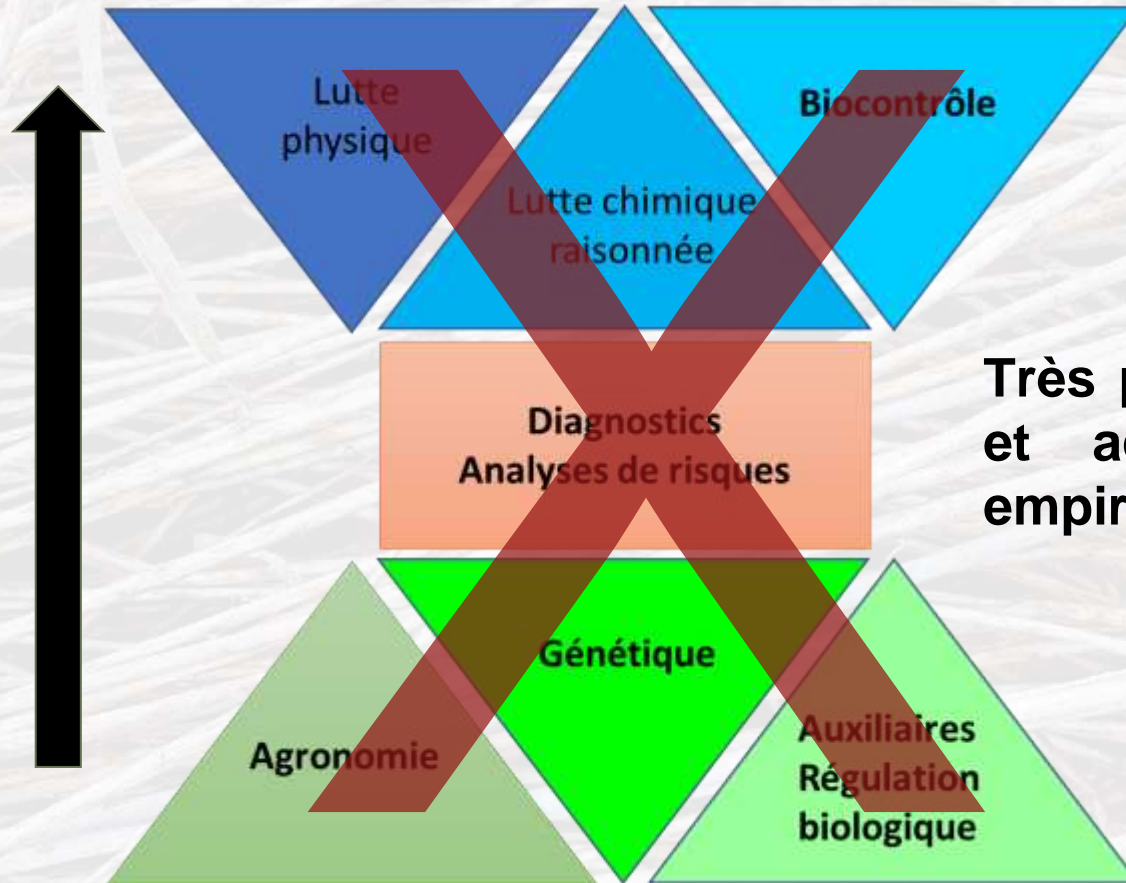 Lutte
physique
Biocontrôle
Lutte chimique
raisonnée
Diagnostics
Analyses de risques
Très
et
Génétique
Agronomie
Auxiliaires
Régulation
biologique